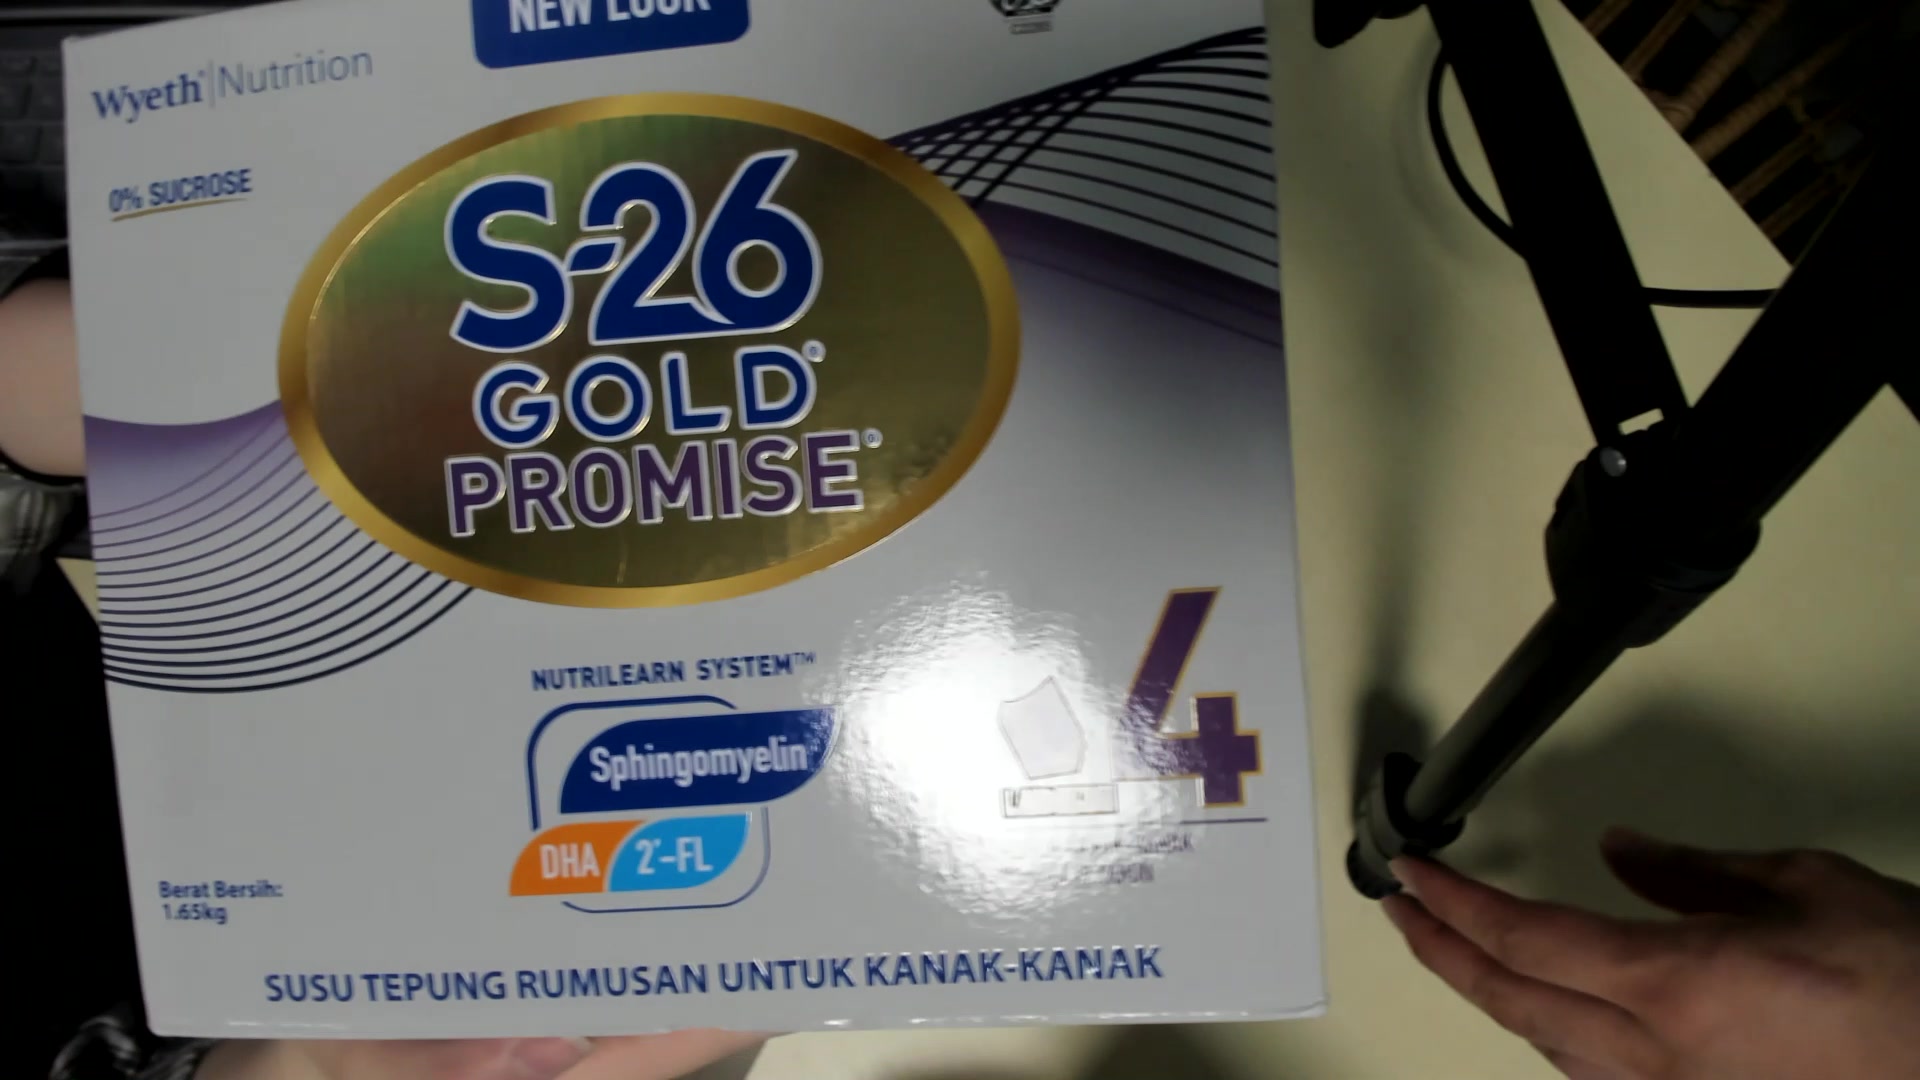 NEW LOOK
Wyeth® Nutrition
0% SUCROSE
S-26
GOLD®
PROMISE®
NUTRILEARN SYSTEM™
Sphingomyelin
DHA 2'-FL
4
Berat Bersih:
1.65kg
SUSU TEPUNG RUMUSAN UNTUK KANAK-KANAK